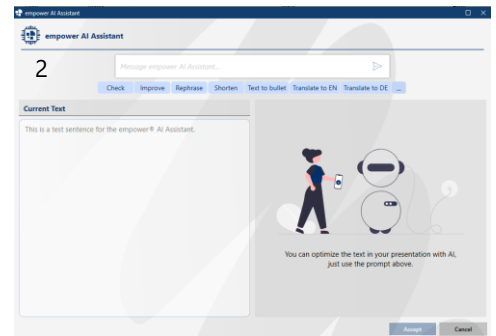 empower AI Assistant
empower AI Assistant
2
Message empower AI Assistant...
Check Improve Rephrase Shorten Text to bullet Translate to EN Translate to DE ...
Current Text
This is a test sentence for the empower® AI Assistant.
You can optimize the text in your presentation with AI,
just use the prompt above.
Accept Cancel